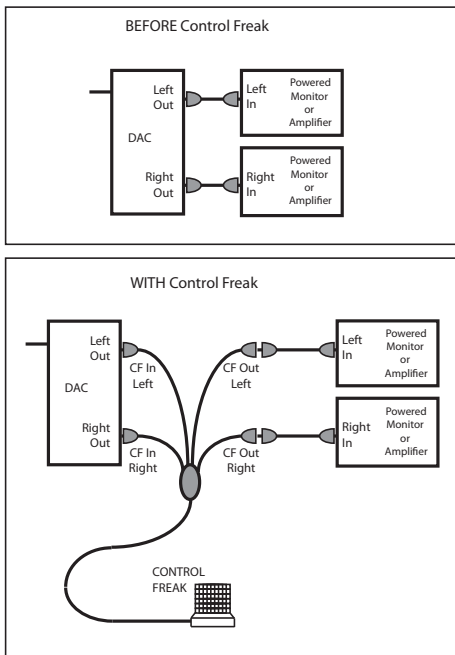 BEFORE Control Freak
Left
Out
DAC
Right
Out
Left
In
Powered
Monitor
or
Amplifier
Right
In
Powered
Monitor
or
Amplifier
WITH Control Freak
Left
Out
DAC
Right
Out
CF In
Left
CF In
Right
CF Out
Left
CF Out
Right
Left
In
Powered
Monitor
or
Amplifier
Right
In
Powered
Monitor
or
Amplifier
CONTROL
FREAK